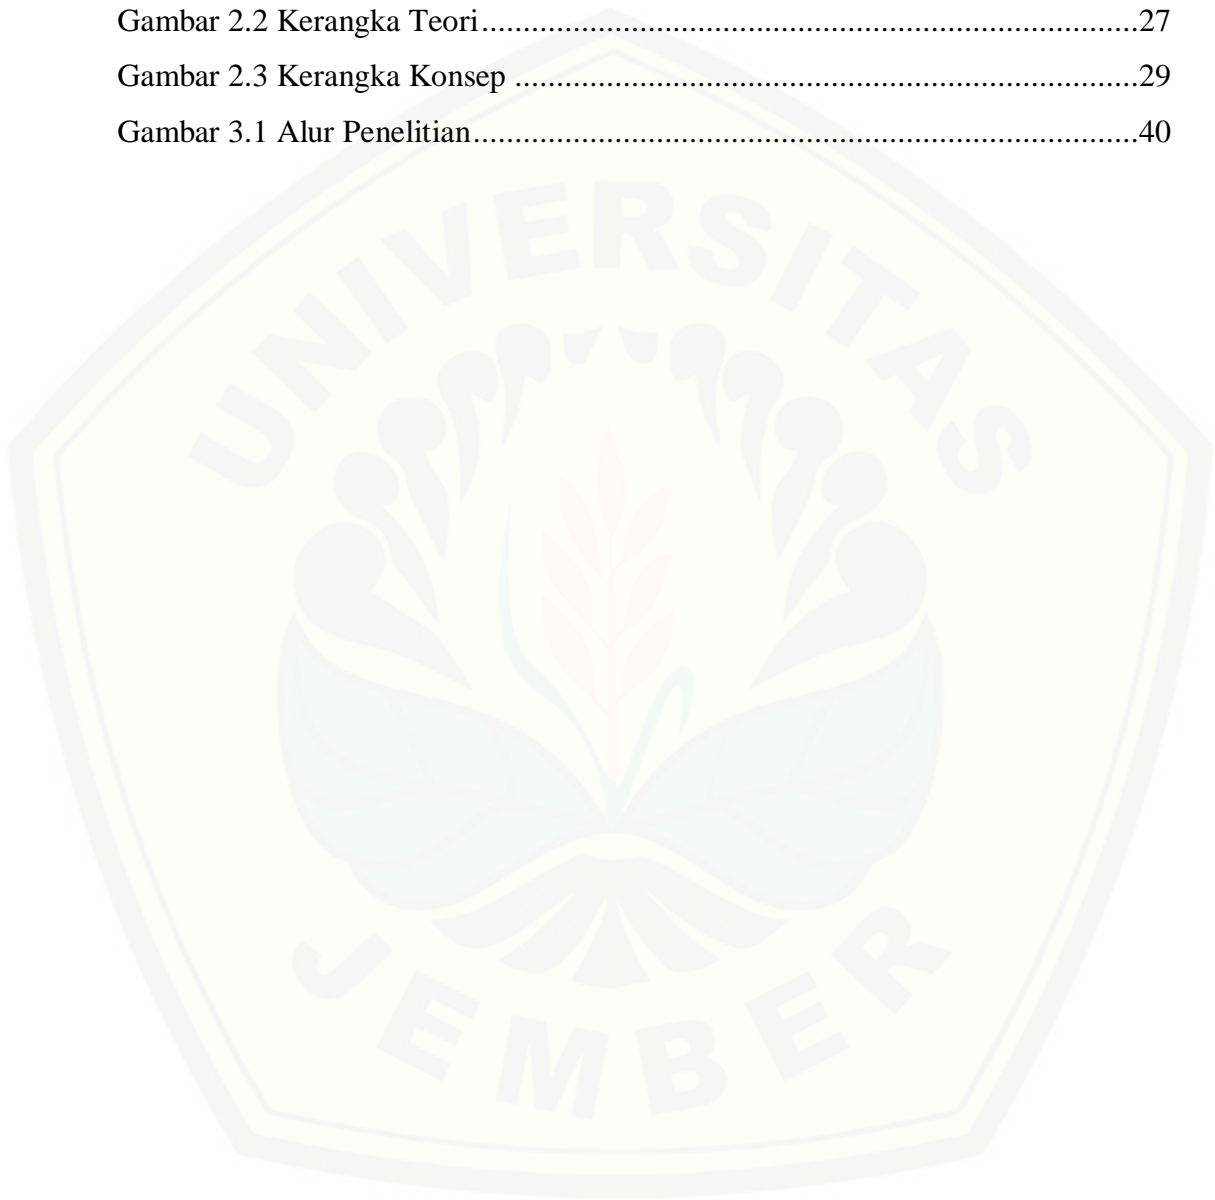 Gambar 2.2 Kerangka Teori..................................................................................27
Gambar 2.3 Kerangka Konsep ..............................................................................29
Gambar 3.1 Alur Penelitian...................................................................................40
UNIVERSITAS
JEMBER